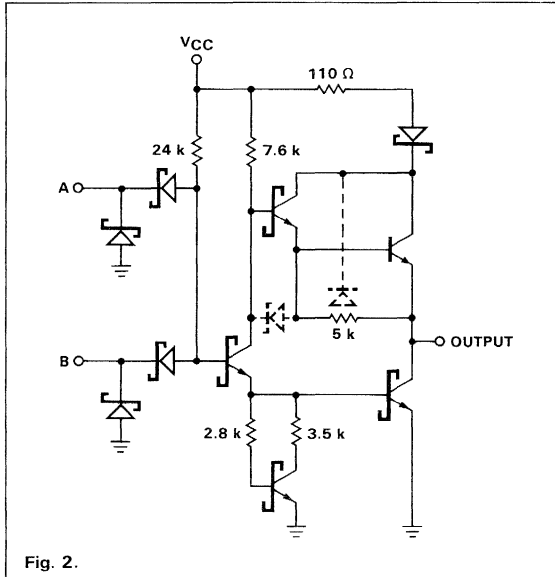 VCC
110 Ω
24 k
7.6 k
A
5 k
OUTPUT
B
2.8 k
3.5 k
Fig. 2.